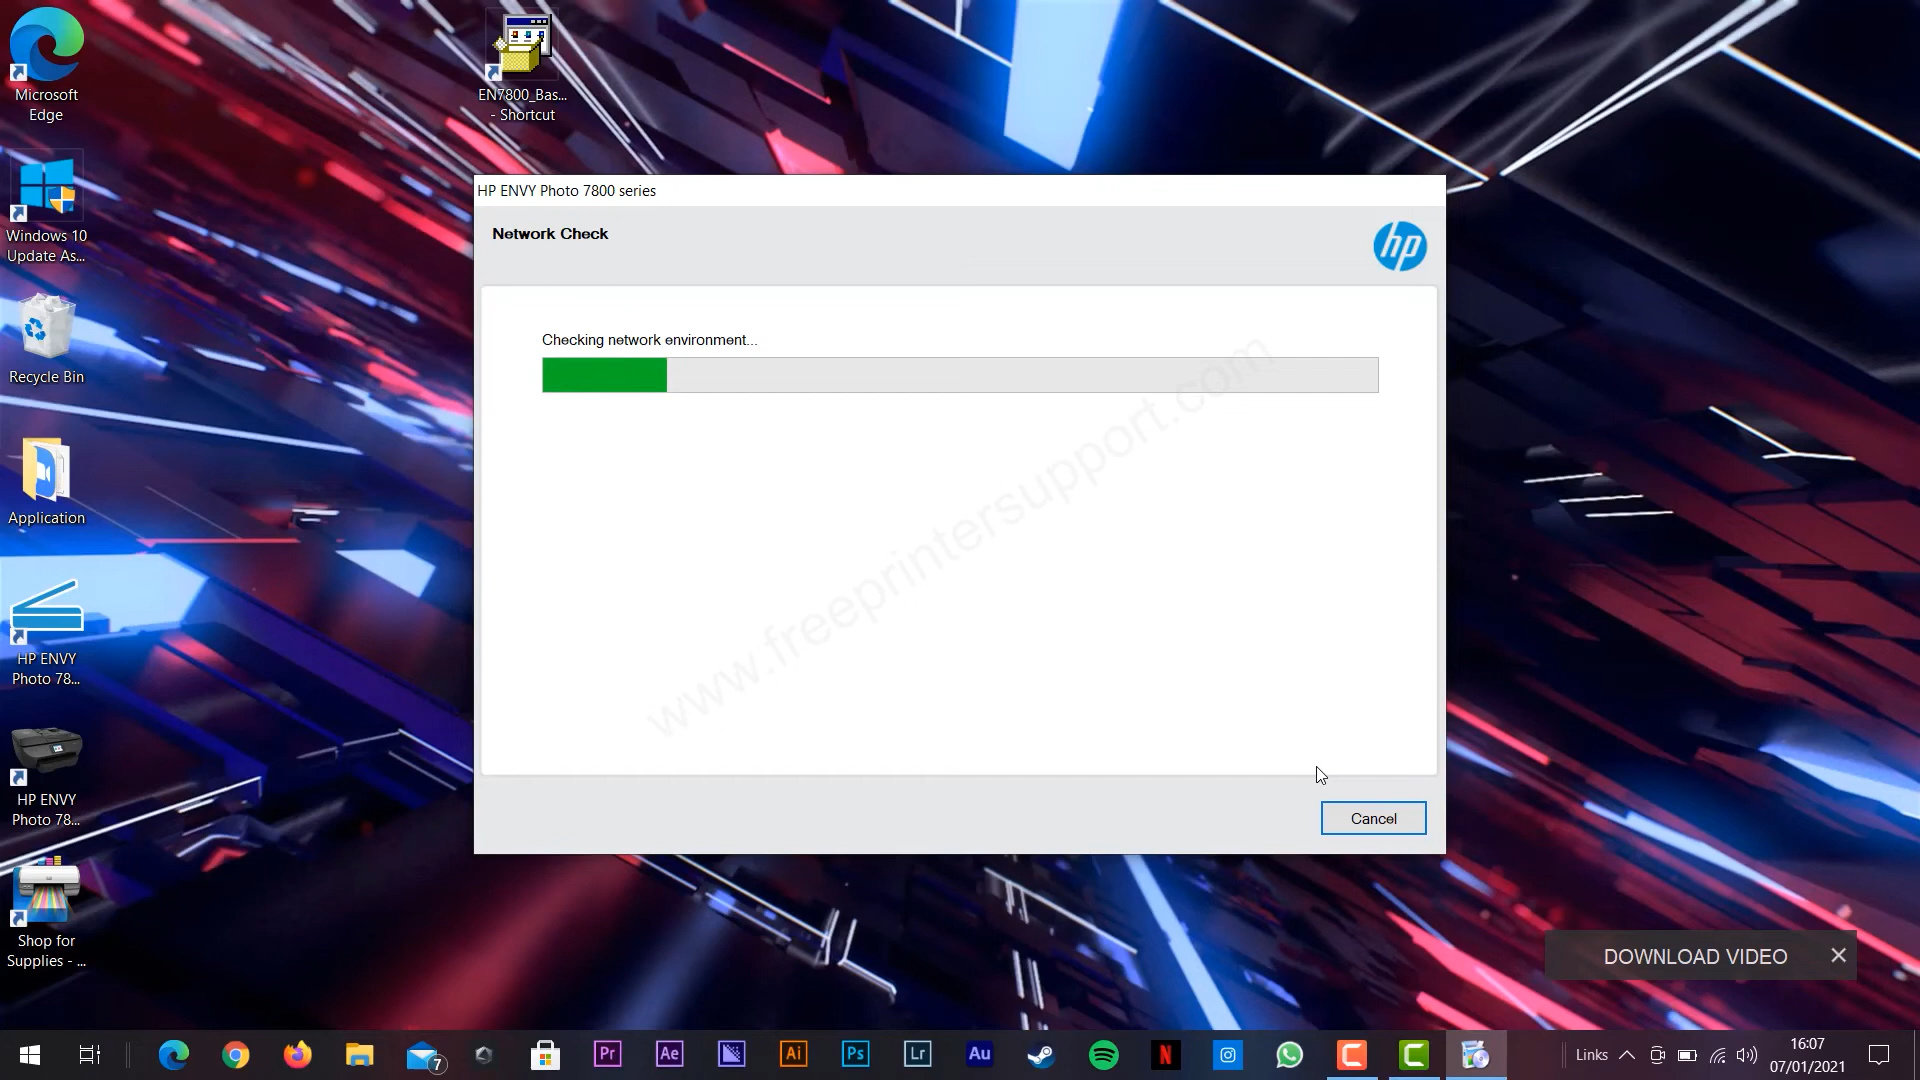 Microsoft
Edge
EN7800_Bas...
- Shortcut
Windows 10
Update As...
Recycle Bin
Application
HP ENVY
Photo 78...
HP ENVY
Photo 78...
Shop for
Supplies - ...
HP ENVY Photo 7800 series
Network Check
hp
Checking network environment...
www.freeprintersupport.com
Cancel
DOWNLOAD VIDEO
7
Pr
Ae
Ai
Ps
Lr
Au
N
Links
16:07
07/01/2021